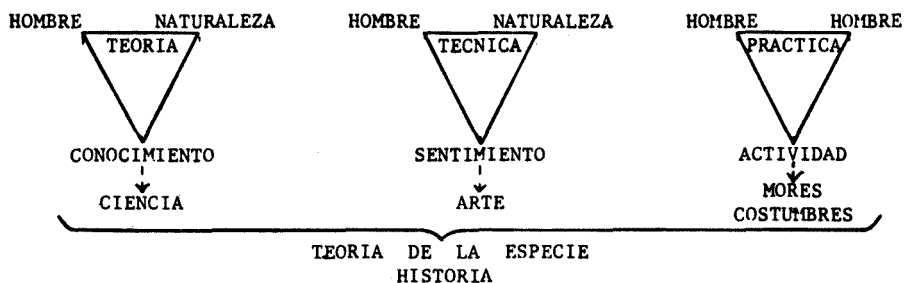 HOMBRE NATURALEZA HOMBRE NATURALEZA HOMBRE HOMBRE
TEORIA TECNICA PRACTICA
CONOCIMIENTO SENTIMIENTO ACTIVIDAD
CIENCIA ARTE MORES
COSTUMBRES
TEORIA DE LA ESPECIE
HISTORIA